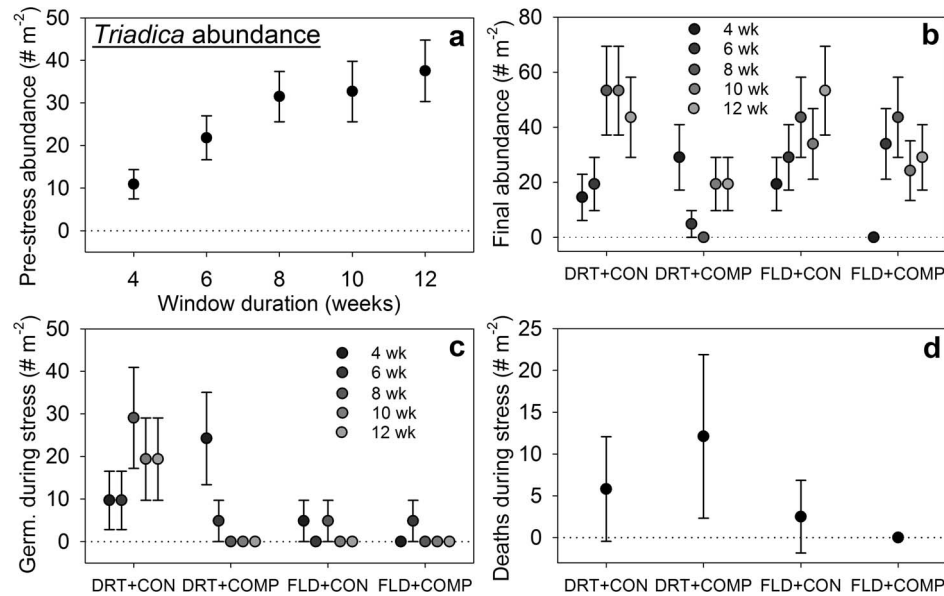 Triadica abundance
a
Pre-stress abundance (# m-2)
50
40
30
20
10
0
4
6
8
10
12
Window duration (weeks)
b
Final abundance (# m-2)
80
60
40
20
0
4 wk
6 wk
8 wk
10 wk
12 wk
DRT+CON
DRT+COMP
FLD+CON
FLD+COMP
c
Germ. during stress (# m-2)
50
40
30
20
10
0
4 wk
6 wk
8 wk
10 wk
12 wk
DRT+CON
DRT+COMP
FLD+CON
FLD+COMP
d
Deaths during stress (# m-2)
25
20
15
10
5
0
DRT+CON
DRT+COMP
FLD+CON
FLD+COMP